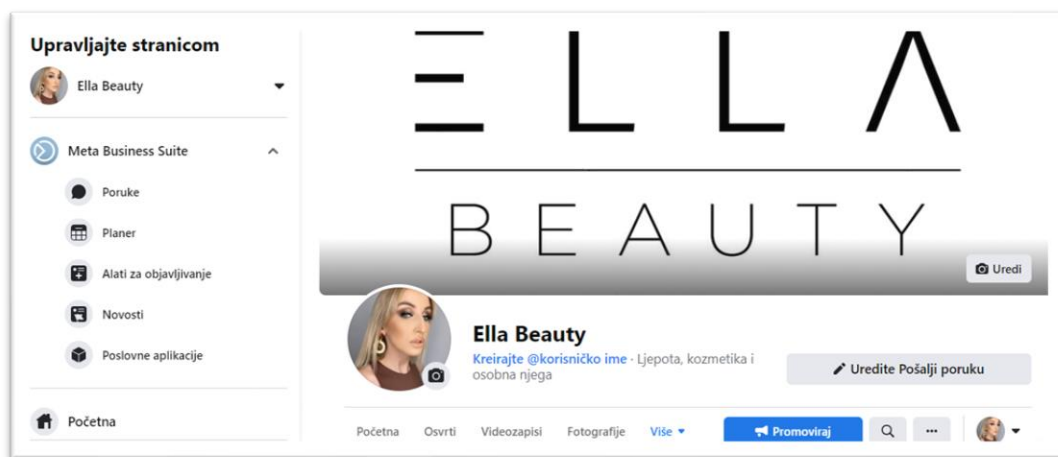 Upravljajte stranicom
Ella Beauty
Meta Business Suite
Poruke
Planer
Alati za objavljivanje
Novosti
Poslovne aplikacije
Početna
ELLA
BEAUTY
Uredi
Ella Beauty
Kreirajte @korisničko ime · Ljepota, kozmetika i
osobna njega
Uredite Pošalji poruku
Početna Osvrti Videozapisi Fotografije Više Promoviraj